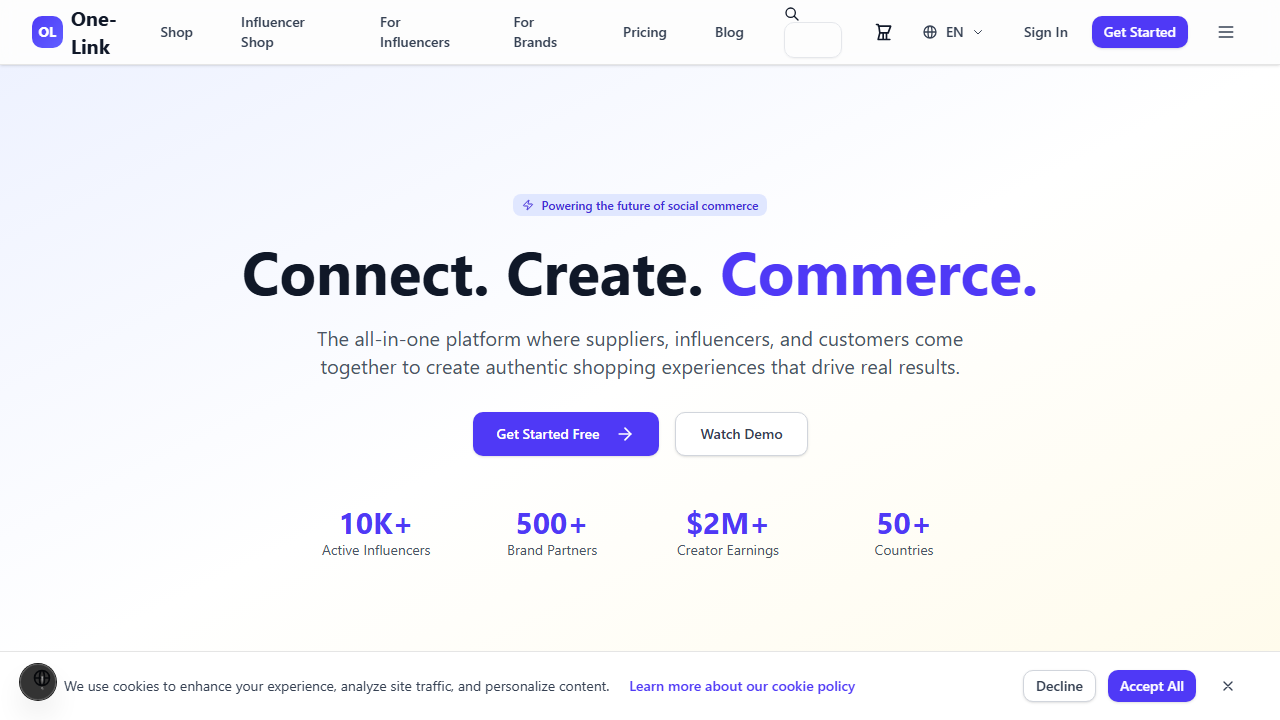 OL
One-
Link
Shop
Influencer
Shop
For
Influencers
For
Brands
Pricing
Blog
EN
Sign In
Get Started
Powering the future of social commerce
Connect. Create. Commerce.
The all-in-one platform where suppliers, influencers, and customers come
together to create authentic shopping experiences that drive real results.
Get Started Free
Watch Demo
10K+
Active Influencers
500+
Brand Partners
$2M+
Creator Earnings
50+
Countries
We use cookies to enhance your experience, analyze site traffic, and personalize content.
Learn more about our cookie policy
Decline
Accept All